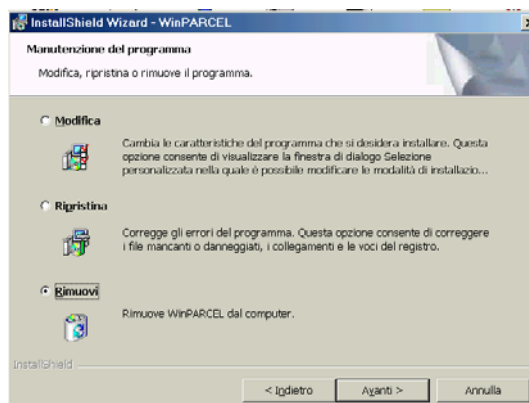 InstallShield Wizard - WinPARCEL
Manutenzione del programma
Modifica, ripristina o rimuove il programma.
Modifica
Cambia le caratteristiche del programma che si desidera installare. Questa
opzione consente di visualizzare la finestra di dialogo Selezione
personalizzata nella quale è possibile modificare le modalità di installazio...
Ripristina
Corregge gli errori del programma. Questa opzione consente di correggere
i file mancanti o danneggiati, i collegamenti e le voci del registro.
Rimuovi
Rimuove WinPARCEL dal computer.
InstallShield
< Indietro
Avanti >
Annulla